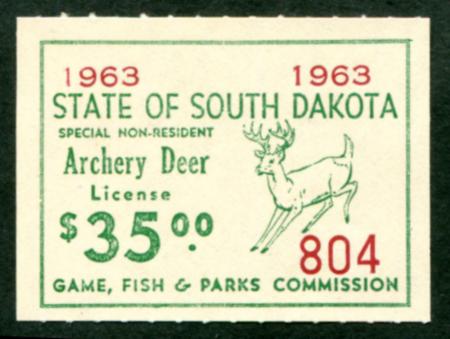 1963 1963
STATE OF SOUTH DAKOTA
SPECIAL NON-RESIDENT
Archery Deer
License
$35.00
804
GAME, FISH & PARKS COMMISSION